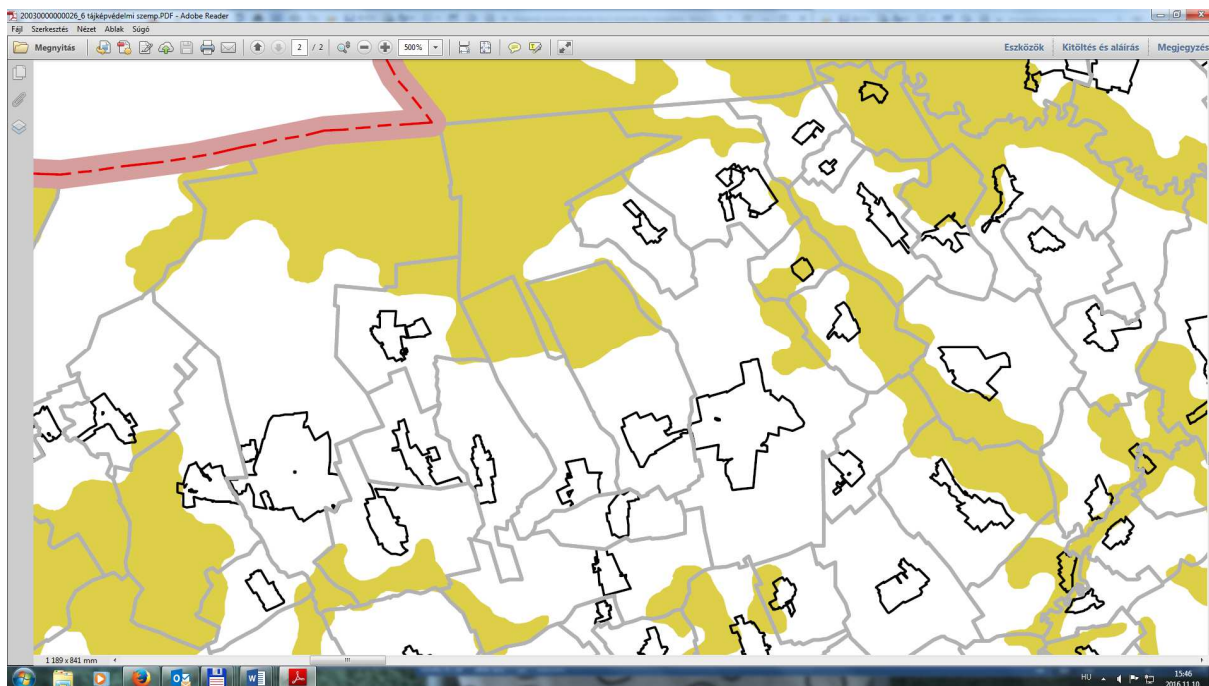 20030000000026_6 tájképvédelmi szemp.PDF - Adobe Reader
Fájl Szerkesztés Nézet Ablak Súgó
Megnyitás 2 / 2 500% Eszközök Kitöltés és aláírás Megjegyzés
1 189 x 841 mm
HU 15:46
2016.11.10